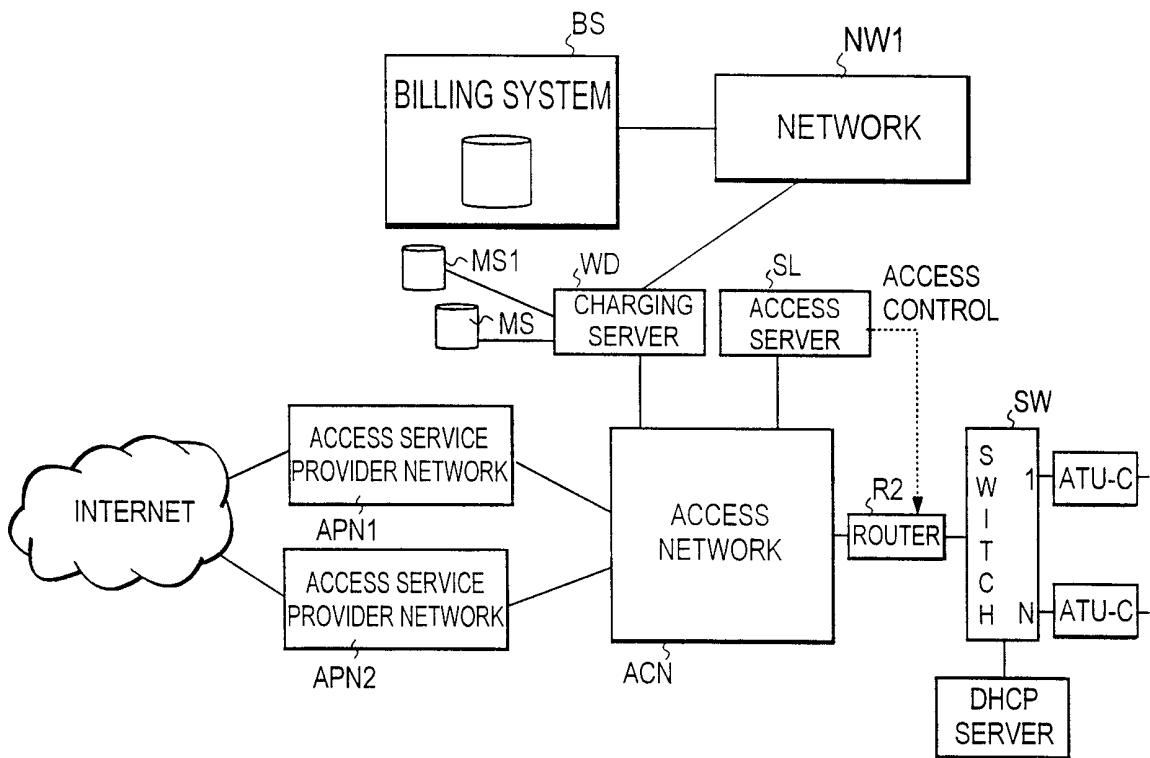 BS
NW1
BILLING SYSTEM
NETWORK
MS1
WD
SL
ACCESS
CONTROL
MS
CHARGING
SERVER
ACCESS
SERVER
SW
ACCESS SERVICE
PROVIDER NETWORK
APN1
INTERNET
ACCESS
NETWORK
R2
ROUTER
SWITCH
1
ATU-C
ACCESS SERVICE
PROVIDER NETWORK
APN2
N
ATU-C
ACN
DHCP
SERVER